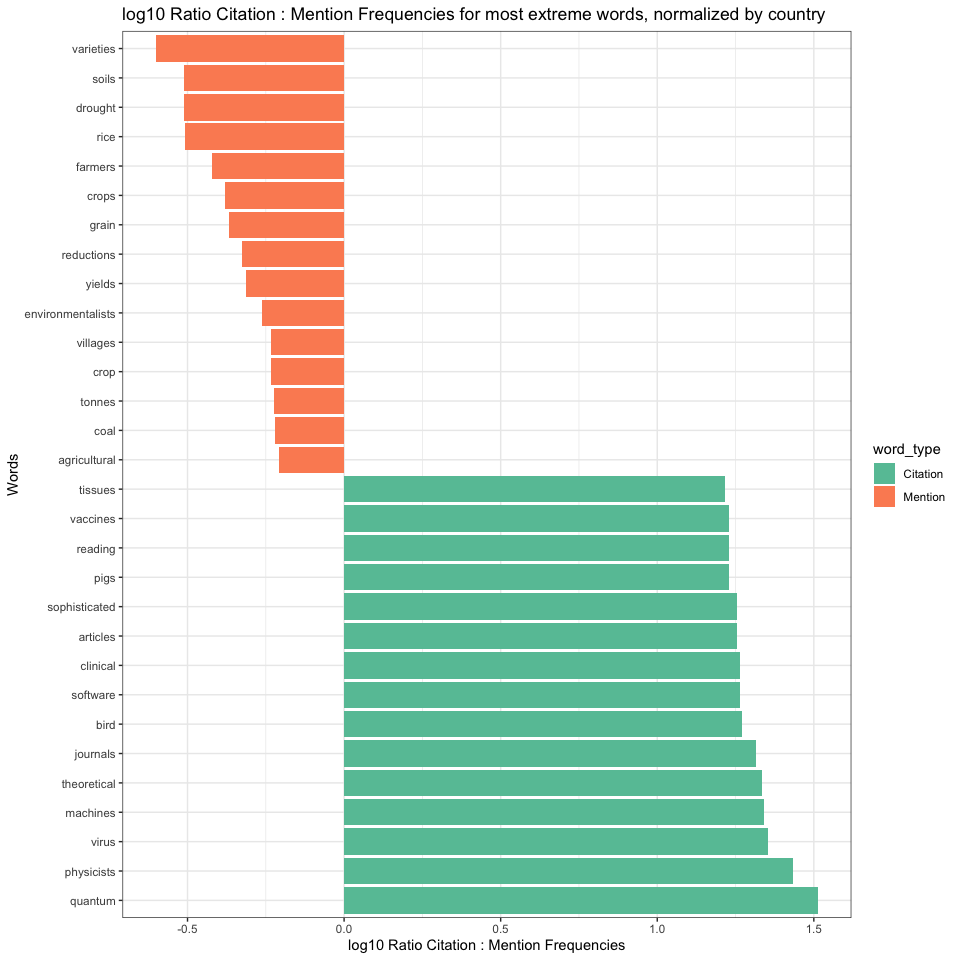 log10 Ratio Citation : Mention Frequencies for most extreme words, normalized by country
varieties
soils
drought
rice
farmers
crops
grain
reductions
yields
environmentalists
villages
crop
tonnes
coal
agricultural
tissues
vaccines
reading
pigs
sophisticated
articles
clinical
software
bird
journals
theoretical
machines
virus
physicists
quantum
Words
-0.5 0.0 0.5 1.0 1.5
log10 Ratio Citation : Mention Frequencies
word_type
Citation
Mention